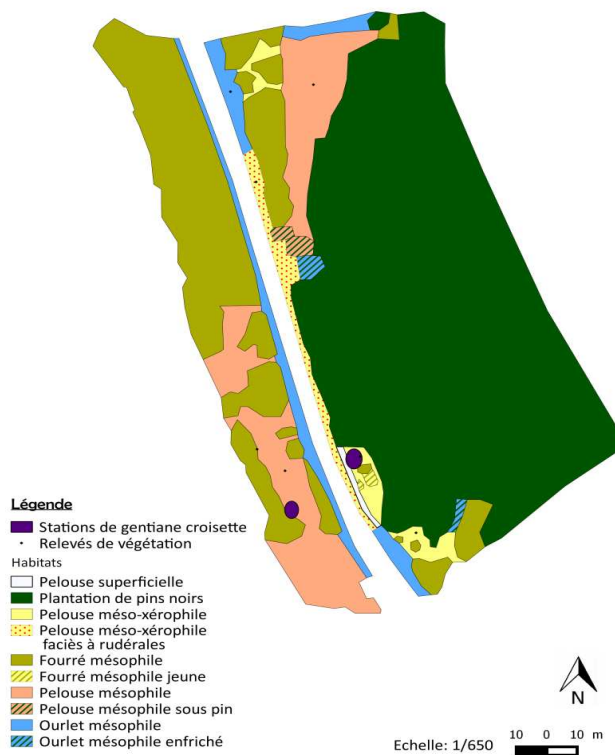 Légende
Stations de gentiane croisette
Relevés de végétation
Habitats
Pelouse superficielle
Plantation de pins noirs
Pelouse méso-xérophile
Pelouse méso-xérophile
faciès à rudérales
Fourré mésophile
Fourré mésophile jeune
Pelouse mésophile
Pelouse mésophile sous pin
Ourlet mésophile
Ourlet mésophile enfriché
N
Echelle: 1/650
10 0 10 m